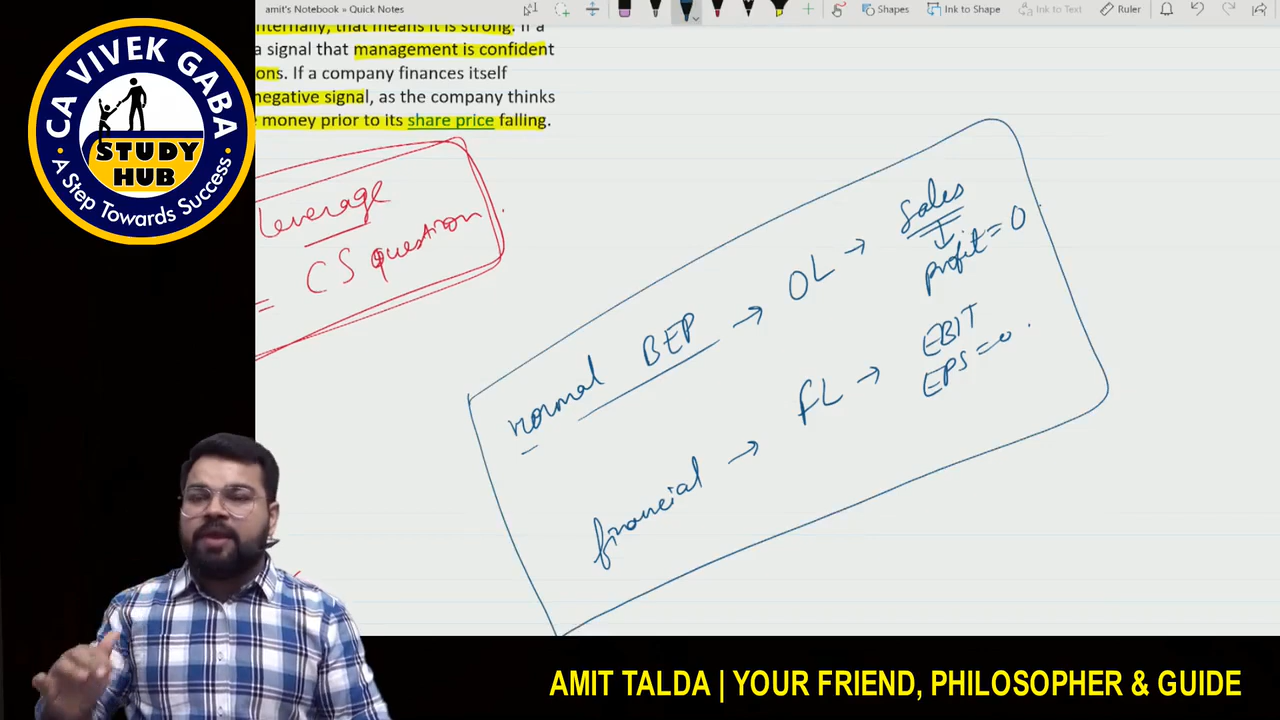 amit's Notebook » Quick Notes
Shapes
Ink to Shape
Ink to Text
Ruler
nternally, that means it is strong. If a
a signal that management is confident
ons. If a company finances itself
negative signal, as the company thinks
e money prior to its share price falling.
CA VIVEK GABA
STUDY
HUB
• A Step Towards Success •
Leverage
= CS question
normal BEP → OL → Sales
↓
profit = 0
financial → FL → EBIT
EPS = 0
AMIT TALDA | YOUR FRIEND, PHILOSOPHER & GUIDE